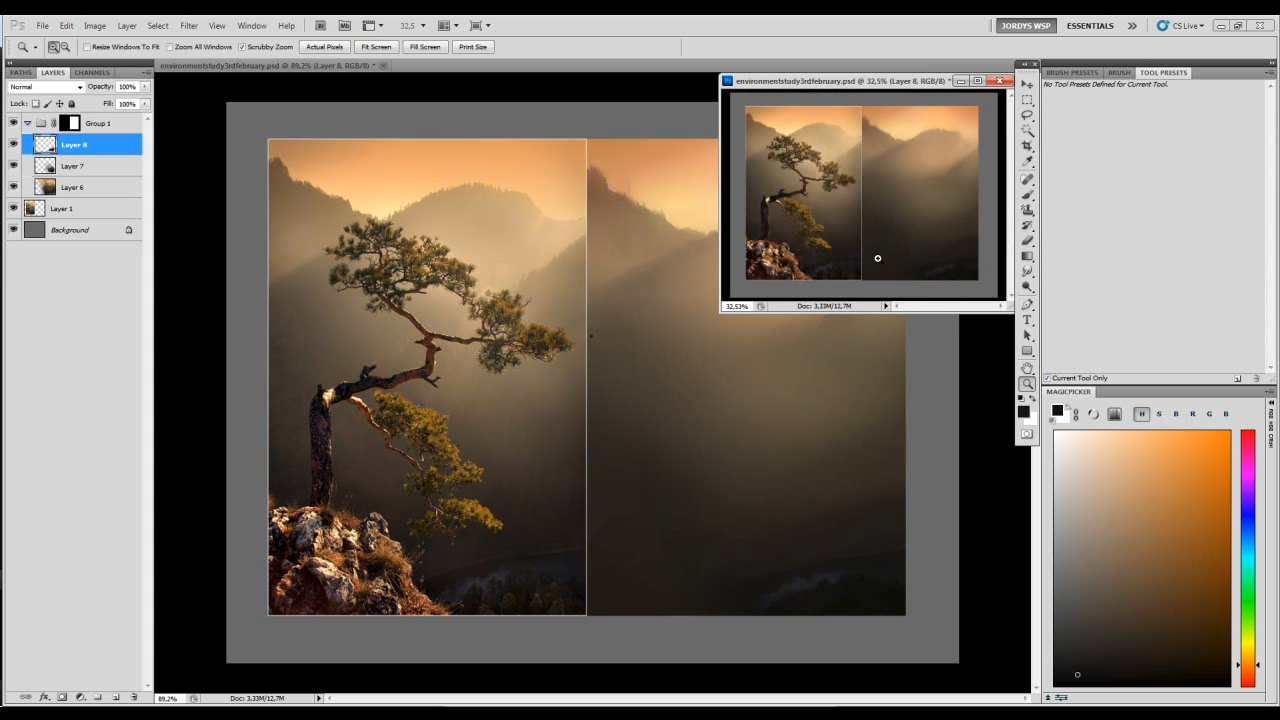 Ps File Edit Image Layer Select Filter View Window Help Br Mb 32,5 JORDYS WSP ESSENTIALS CS Live
Resize Windows To Fit Zoom All Windows Scrubby Zoom Actual Pixels Fit Screen Fill Screen Print Size
environmentstudy3rdfebruary.psd @ 89,2% (Layer 8, RGB/8) *
PATHS LAYERS CHANNELS
Normal Opacity: 100%
Lock: Fill: 100%
Group 1
Layer 8
Layer 7
Layer 6
Layer 1
Background
89,2% Doc: 3,33M/12,7M
environmentstudy3rdfebruary.psd @ 32,5% (Layer 8, RGB/8) *
32,53% Doc: 3,33M/12,7M
BRUSH PRESETS BRUSH TOOL PRESETS
No Tool Presets Defined for Current Tool.
Current Tool Only
MAGICPICKER
H S B R G B